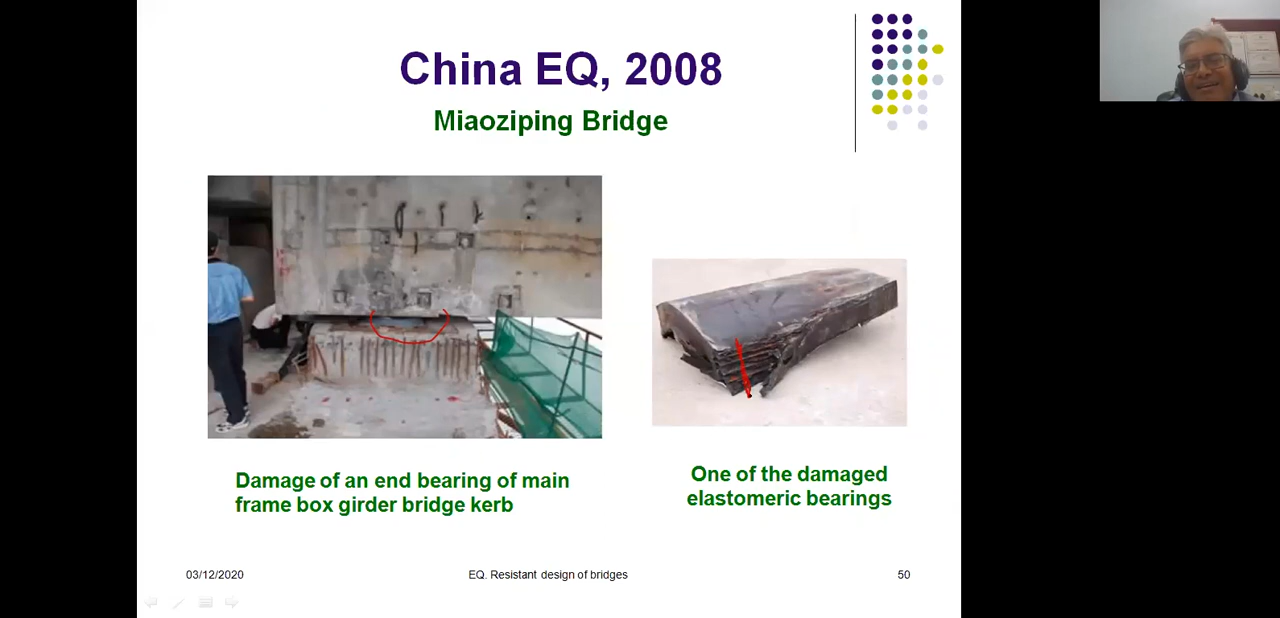 China EQ, 2008
Miaoziping Bridge
Damage of an end bearing of main
frame box girder bridge kerb
One of the damaged
elastomeric bearings
03/12/2020
EQ. Resistant design of bridges
50